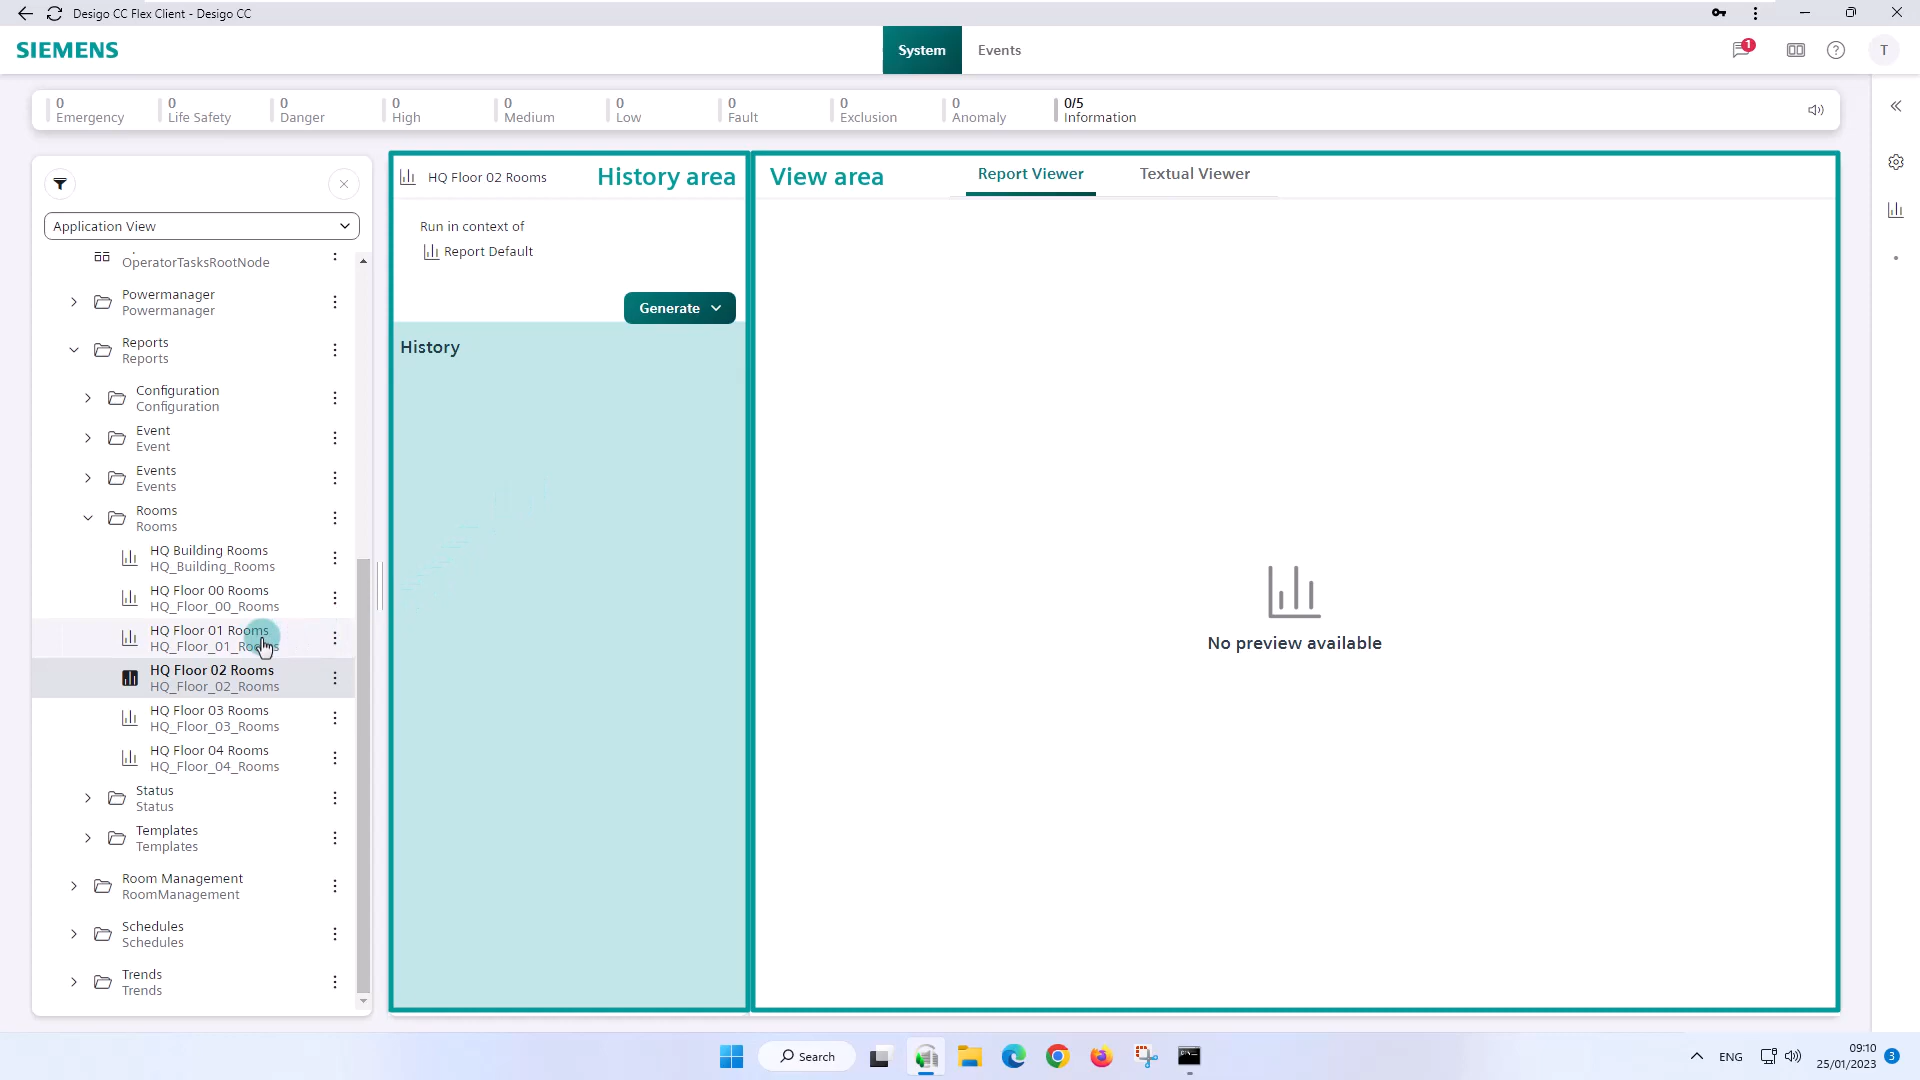 Desigo CC Flex Client - Desigo CC
SIEMENS
System
Events
1
T
0
Emergency
0
Life Safety
0
Danger
0
High
0
Medium
0
Low
0
Fault
0
Exclusion
0
Anomaly
0/5
Information
Application View
OperatorTasksRootNode
Powermanager
Powermanager
Reports
Reports
Configuration
Configuration
Event
Event
Events
Events
Rooms
Rooms
HQ Building Rooms
HQ_Building_Rooms
HQ Floor 00 Rooms
HQ_Floor_00_Rooms
HQ Floor 01 Rooms
HQ_Floor_01_Rooms
HQ Floor 02 Rooms
HQ_Floor_02_Rooms
HQ Floor 03 Rooms
HQ_Floor_03_Rooms
HQ Floor 04 Rooms
HQ_Floor_04_Rooms
Status
Status
Templates
Templates
Room Management
RoomManagement
Schedules
Schedules
Trends
Trends
HQ Floor 02 Rooms
History area
Run in context of
Report Default
Generate
History
View area
Report Viewer
Textual Viewer
No preview available
Search
ENG
09:10
25/01/2023
3